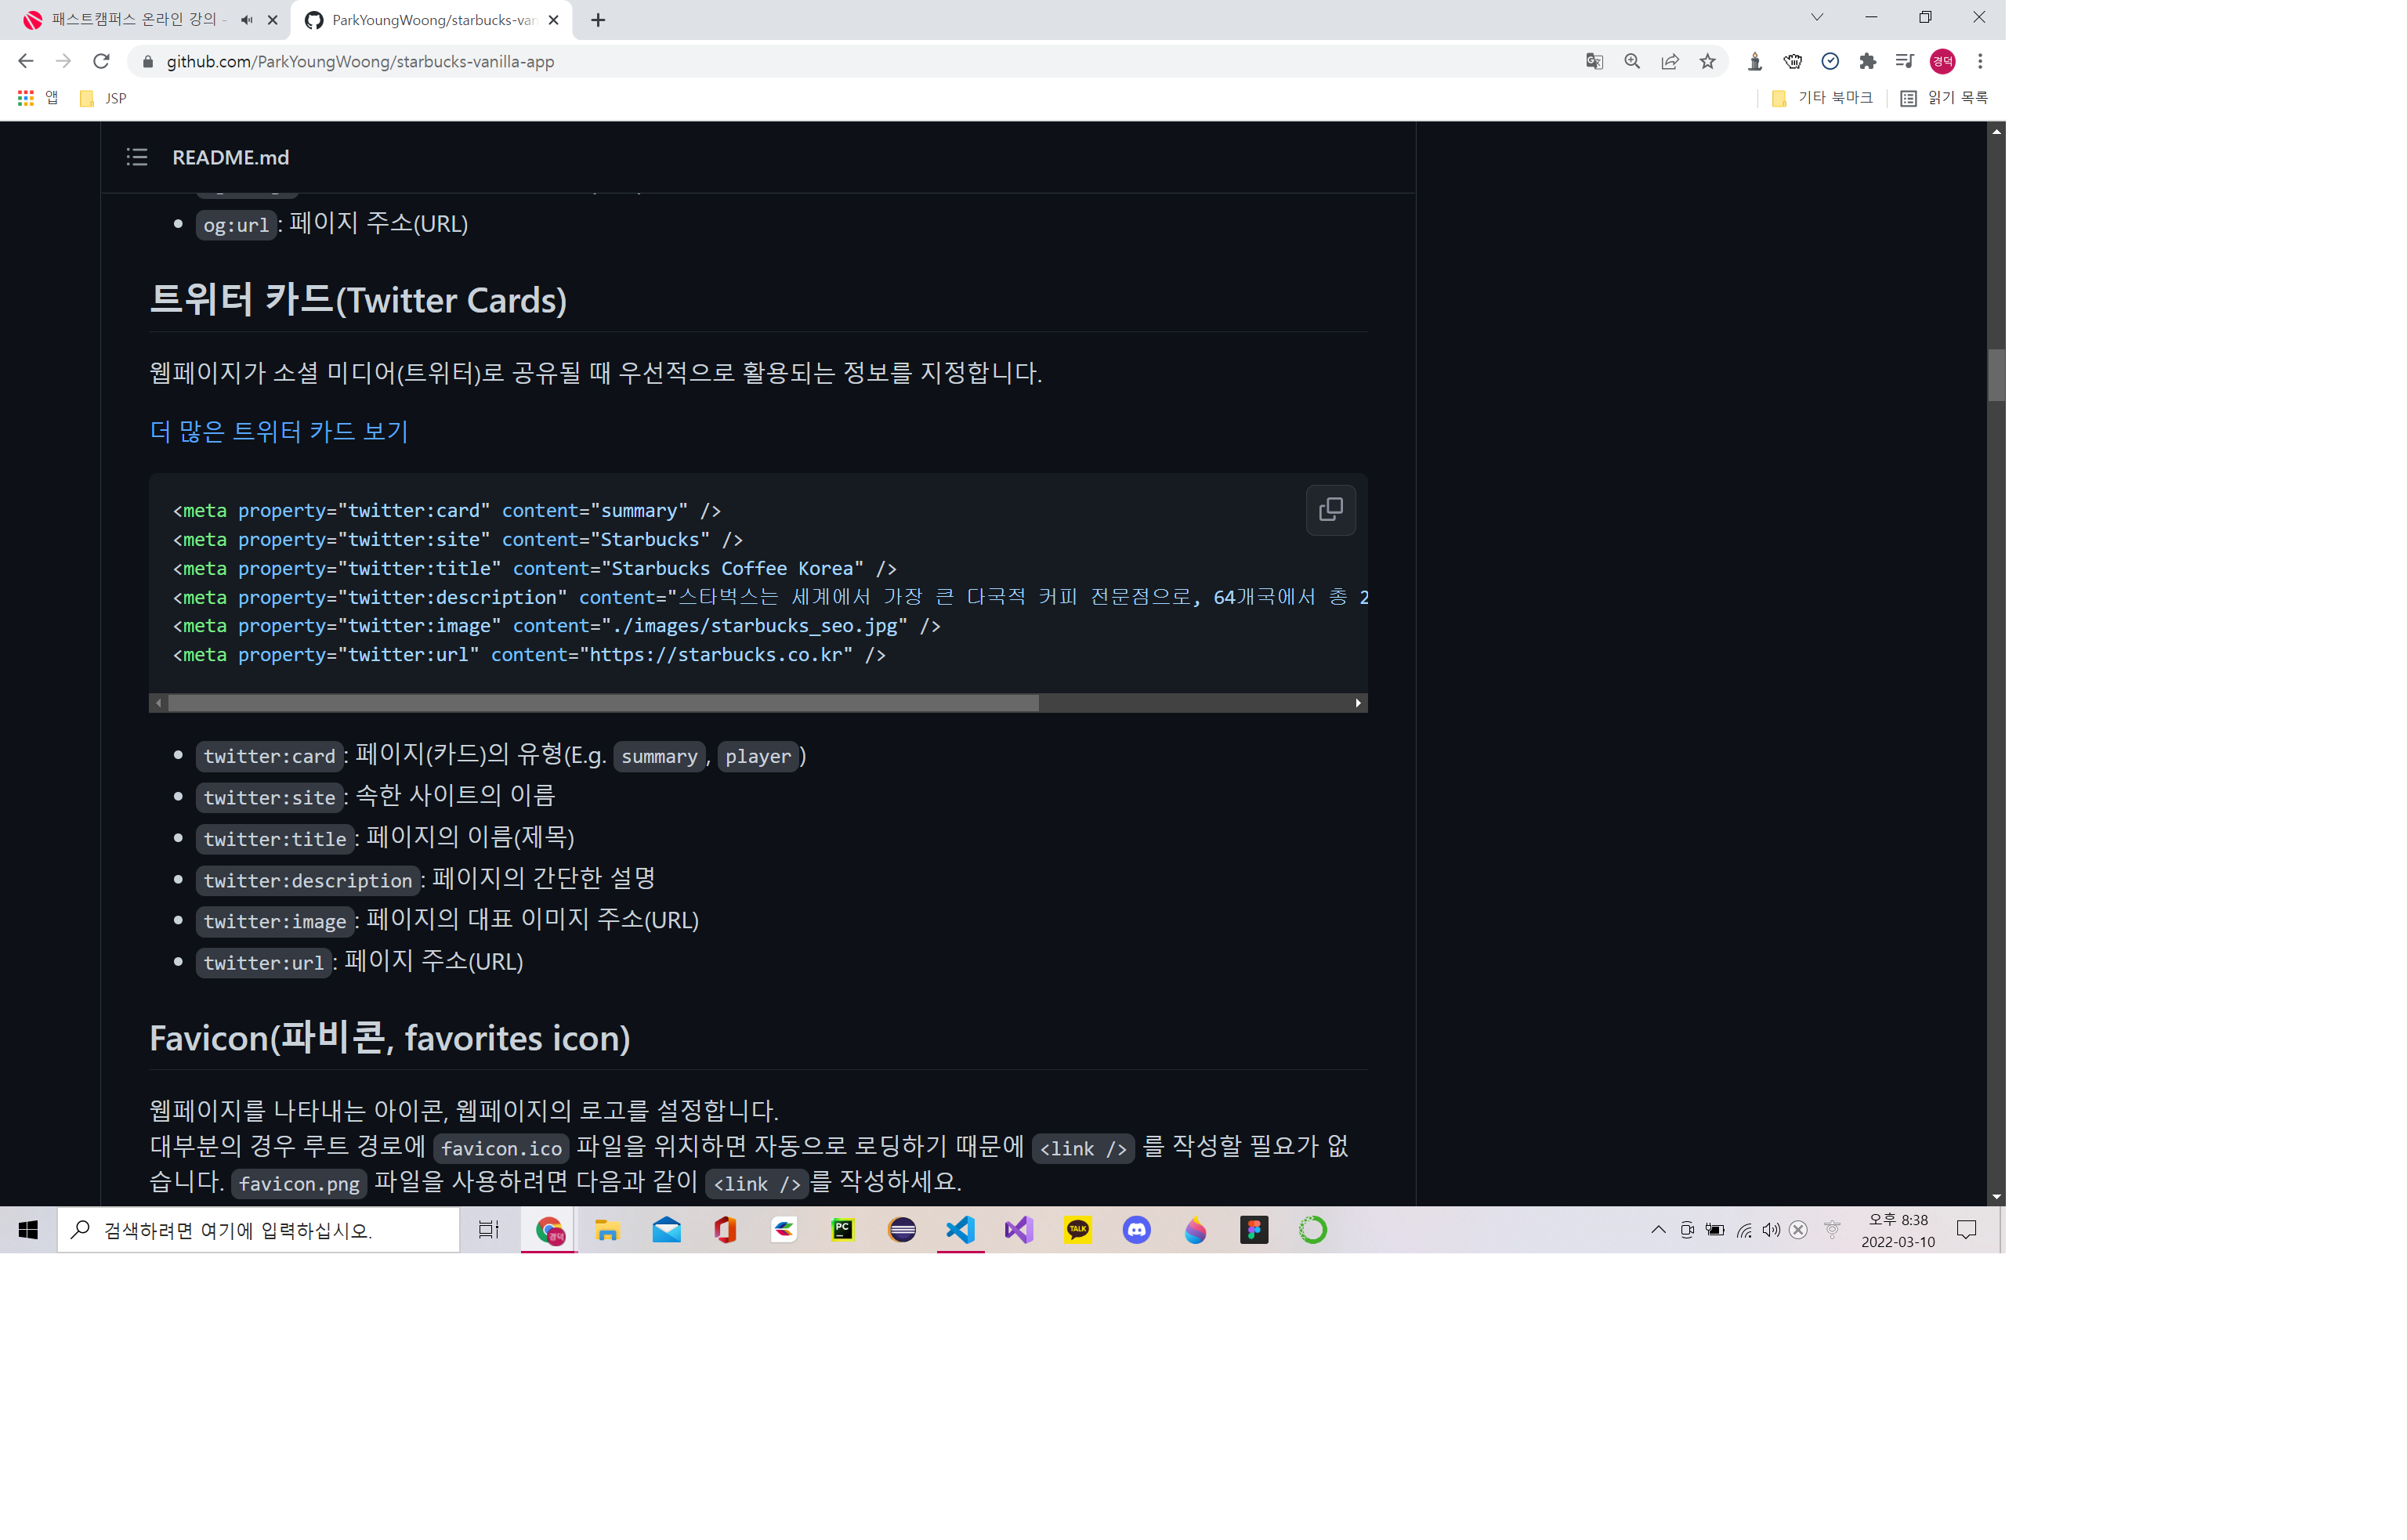 패스트캠퍼스 온라인 강의 -
ParkYoungWoong/starbucks-van
github.com/ParkYoungWoong/starbucks-vanilla-app
경덕
앱
JSP
기타 북마크
읽기 목록
README.md
og:url: 페이지 주소(URL)
트위터 카드(Twitter Cards)
웹페이지가 소셜 미디어(트위터)로 공유될 때 우선적으로 활용되는 정보를 지정합니다.
더 많은 트위터 카드 보기
<meta property="twitter:card" content="summary" />
<meta property="twitter:site" content="Starbucks" />
<meta property="twitter:title" content="Starbucks Coffee Korea" />
<meta property="twitter:description" content="스타벅스는 세계에서 가장 큰 다국적 커피 전문점으로, 64개국에서 총 2
<meta property="twitter:image" content="./images/starbucks_seo.jpg" />
<meta property="twitter:url" content="https://starbucks.co.kr" />
twitter:card: 페이지(카드)의 유형(E.g. summary, player)
twitter:site: 속한 사이트의 이름
twitter:title: 페이지의 이름(제목)
twitter:description: 페이지의 간단한 설명
twitter:image: 페이지의 대표 이미지 주소(URL)
twitter:url: 페이지 주소(URL)
Favicon(파비콘, favorites icon)
웹페이지를 나타내는 아이콘, 웹페이지의 로고를 설정합니다.
대부분의 경우 루트 경로에 favicon.ico 파일을 위치하면 자동으로 로딩하기 때문에 <link /> 를 작성할 필요가 없
습니다. favicon.png 파일을 사용하려면 다음과 같이 <link />를 작성하세요.
검색하려면 여기에 입력하십시오.
경덕
PC
TALK
오후 8:38
2022-03-10